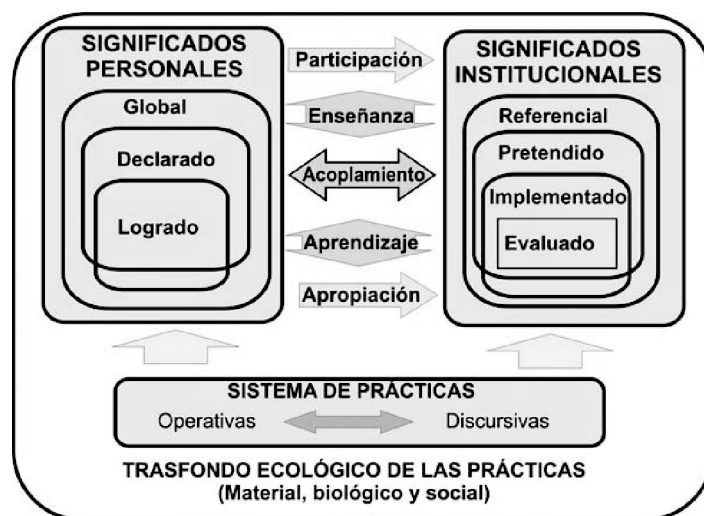 SIGNIFICADOS
PERSONALES
Global
Declarado
Logrado
Participación
Enseñanza
Acoplamiento
Aprendizaje
Apropiación
SIGNIFICADOS
INSTITUCIONALES
Referencial
Pretendido
Implementado
Evaluado
SISTEMA DE PRÁCTICAS
Operativas
Discursivas
TRASFONDO ECOLÓGICO DE LAS PRÁCTICAS
(Material, biológico y social)